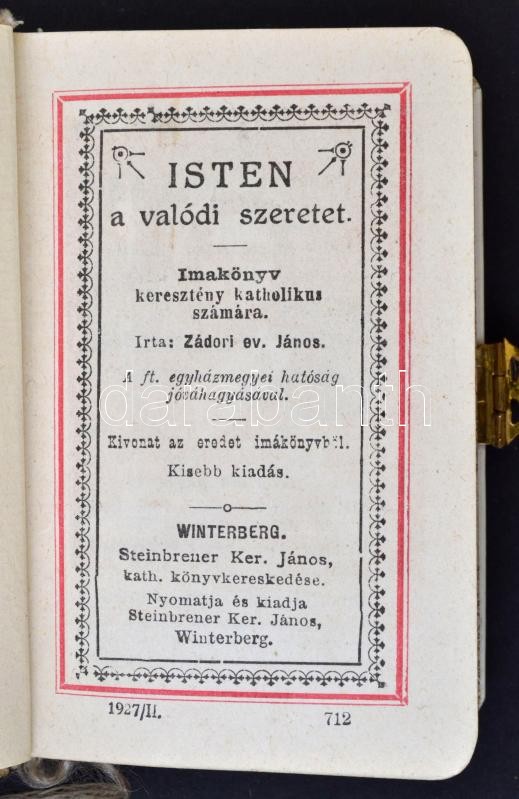 ISTEN
a valódi szeretet.
Imakönyv
keresztény katholikus
számára.
Irta: Zádori ev. János.
A ft. egyházmegyei hatóság
jóváhagyásával.
darabanth
Kivonat az eredet imákönyvből.
Kisebb kiadás.
WINTERBERG.
Steinbrener Ker. János,
kath. könyvkereskedése.
Nyomatja és kiadja
Steinbrener Ker. János,
Winterberg.
1927/II.
712